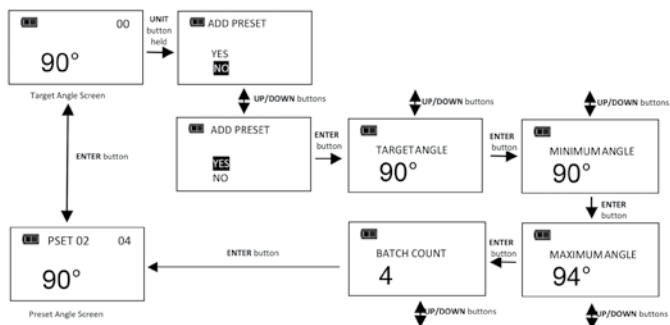 00
90°
Target Angle Screen
UNIT
button
held
ADD PRESET
YES
NO
UP/DOWN buttons
ADD PRESET
YES
NO
ENTER
button
UP/DOWN buttons
TARGET ANGLE
90°
ENTER
button
UP/DOWN buttons
MINIMUM ANGLE
90°
ENTER
button
MAXIMUM ANGLE
94°
UP/DOWN buttons
ENTER
button
BATCH COUNT
4
UP/DOWN buttons
ENTER button
PSET 02 04
90°
Preset Angle Screen
ENTER button